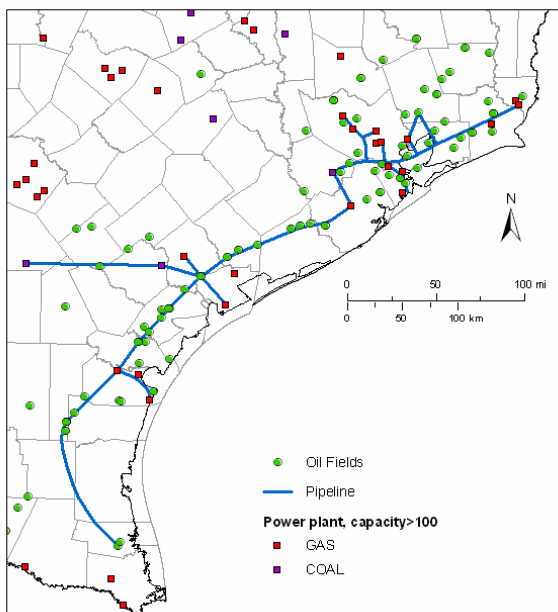 N
0 50 100 mi
0 50 100 km
Oil Fields
Pipeline
Power plant, capacity>100
GAS
COAL